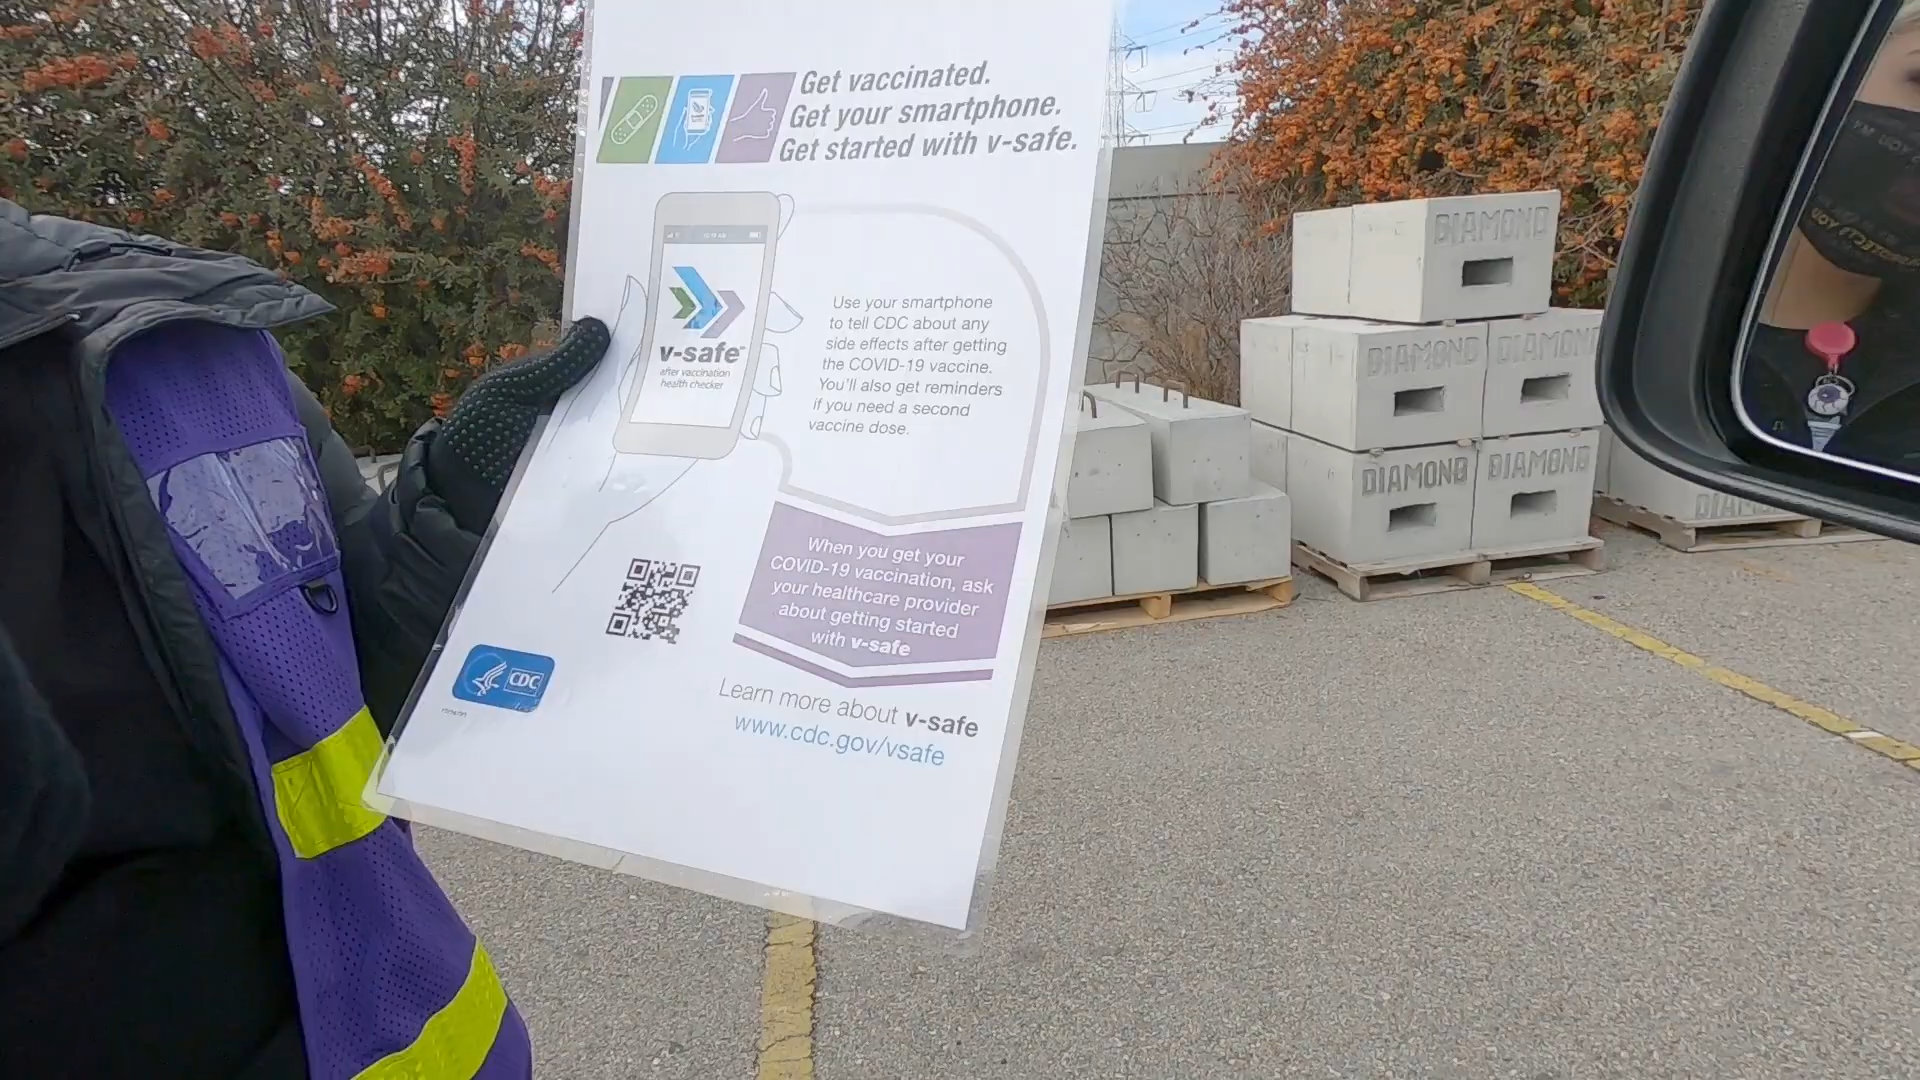 Get vaccinated.
Get your smartphone.
Get started with v-safe.
v-safe™
after vaccination
health checker
Use your smartphone
to tell CDC about any
side effects after getting
the COVID-19 vaccine.
You'll also get reminders
if you need a second
vaccine dose.
When you get your
COVID-19 vaccination, ask
your healthcare provider
about getting started
with v-safe
CDC
Learn more about v-safe
www.cdc.gov/vsafe
DIAMOND
DIAMOND
DIAMOND
DIAMOND
DIAMOND